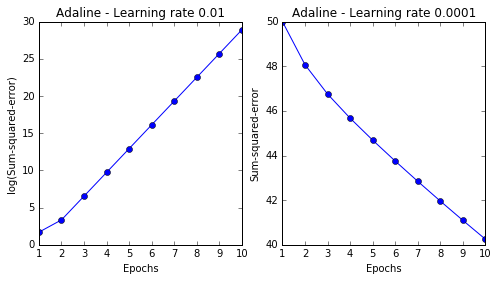 Adaline - Learning rate 0.01
log(Sum-squared-error)
30
25
20
15
10
5
0
1 2 3 4 5 6 7 8 9 10
Epochs
Adaline - Learning rate 0.0001
Sum-squared-error
50
48
46
44
42
40
1 2 3 4 5 6 7 8 9 10
Epochs